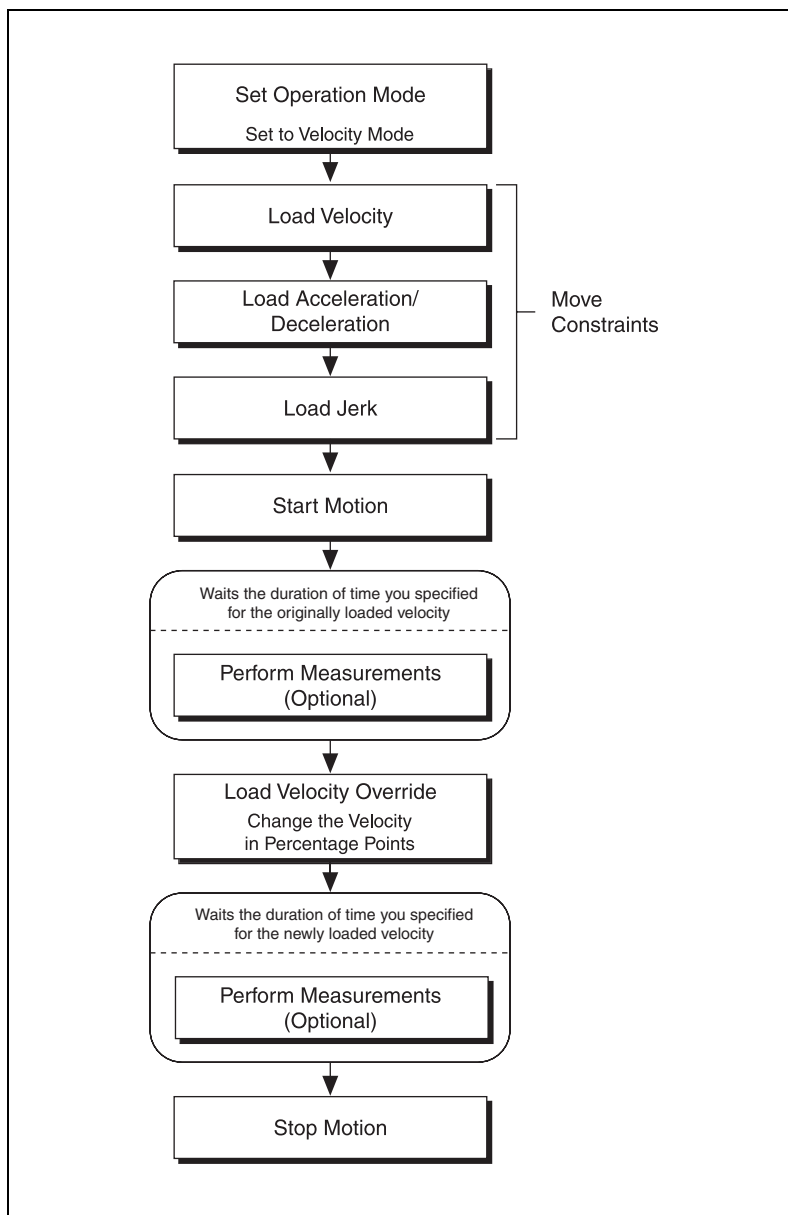 Set Operation Mode
Set to Velocity Mode
Load Velocity
Load Acceleration/
Deceleration
Load Jerk
Move
Constraints
Start Motion
Waits the duration of time you specified
for the originally loaded velocity
Perform Measurements
(Optional)
Load Velocity Override
Change the Velocity
in Percentage Points
Waits the duration of time you specified
for the newly loaded velocity
Perform Measurements
(Optional)
Stop Motion